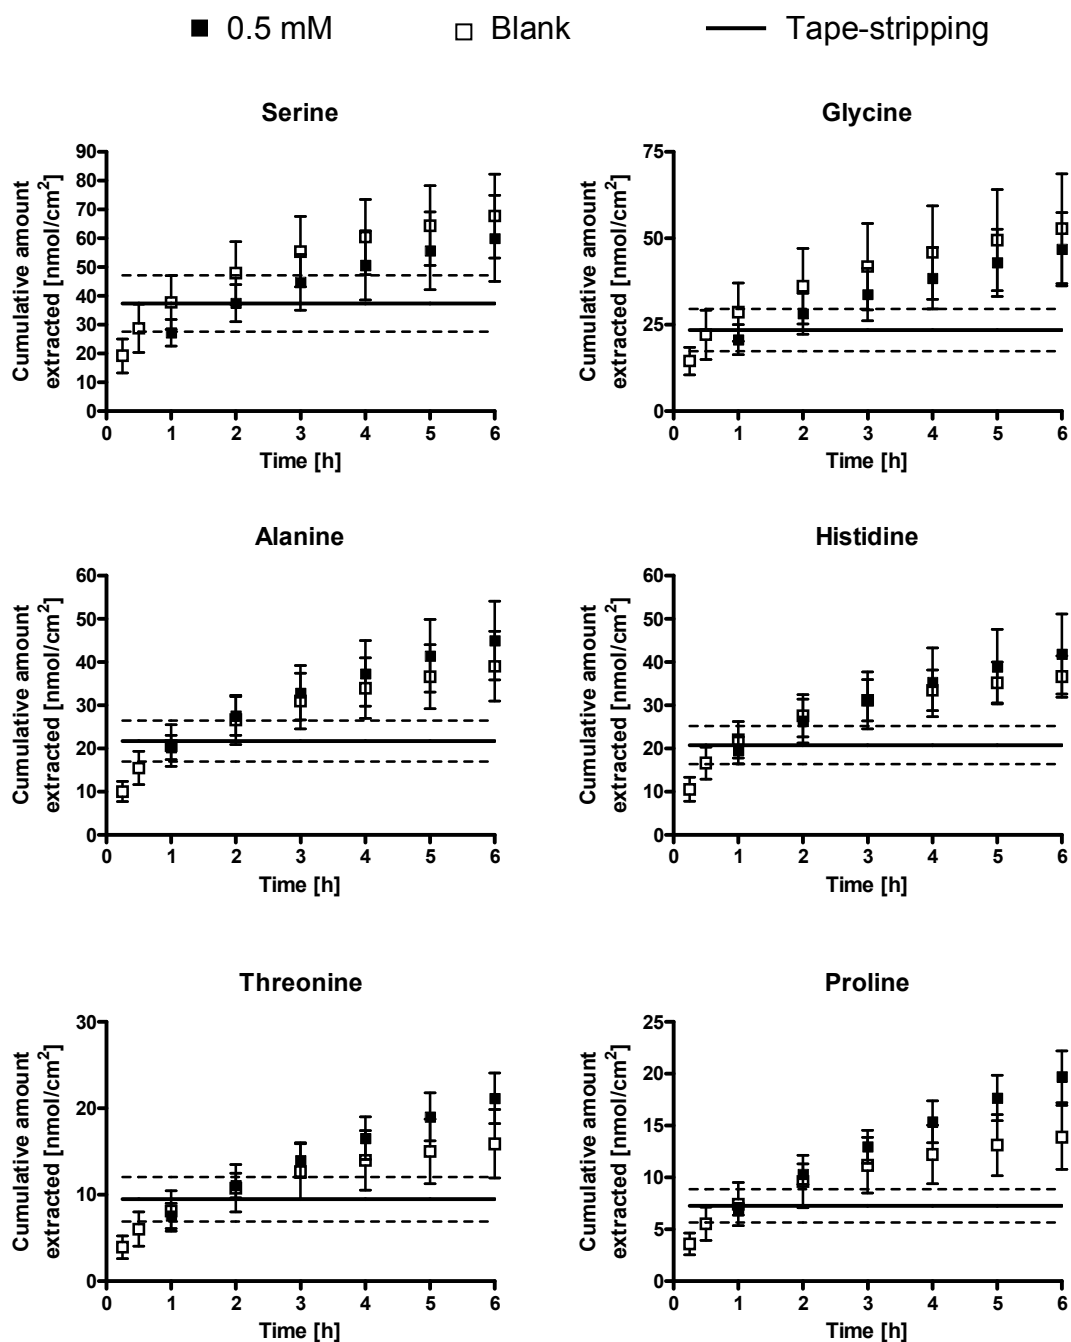 0.5 mM Blank Tape-stripping
Serine
Cumulative amount
extracted [nmol/cm²]
90
80
70
60
50
40
30
20
10
0
0 1 2 3 4 5 6
Time [h]
Glycine
Cumulative amount
extracted [nmol/cm²]
75
50
25
0
0 1 2 3 4 5 6
Time [h]
Alanine
Cumulative amount
extracted [nmol/cm²]
60
50
40
30
20
10
0
0 1 2 3 4 5 6
Time [h]
Histidine
Cumulative amount
extracted [nmol/cm²]
60
50
40
30
20
10
0
0 1 2 3 4 5 6
Time [h]
Threonine
Cumulative amount
extracted [nmol/cm²]
30
20
10
0
0 1 2 3 4 5 6
Time [h]
Proline
Cumulative amount
extracted [nmol/cm²]
25
20
15
10
5
0
0 1 2 3 4 5 6
Time [h]